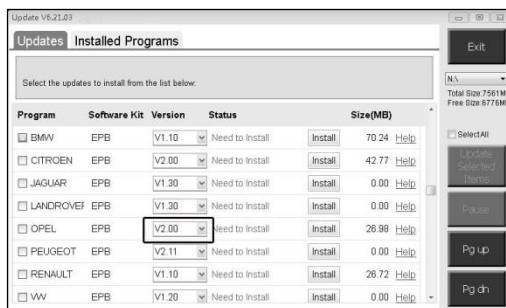 Update V6.21.03
Updates Installed Programs
Exit
Select the updates to install from the list below:
N:\
Total Size:7561M
Free Size:6776M
Program Software Kit Version Status Size(MB)
SelectAll
BMW EPB V1.10 Need to Install Install 70.24 Help
CITROEN EPB V2.00 Need to Install Install 42.77 Help
Update Selected Items
JAGUAR EPB V1.30 Need to Install Install 0.00 Help
LANDROVER EPB V1.30 Need to Install Install 0.00 Help
Pause
OPEL EPB V2.00 Need to Install Install 26.98 Help
PEUGEOT EPB V2.11 Need to Install Install 0.00 Help
Pg up
RENAULT EPB V1.10 Need to Install Install 26.72 Help
VW EPB V1.20 Need to Install Install 0.00 Help
Pg dn